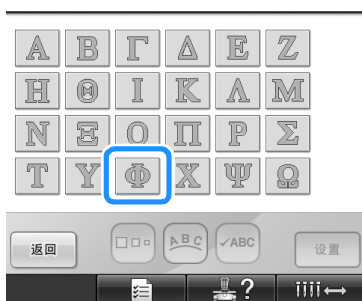 Α Β Γ Δ Ε Ζ
Η Θ Ι Κ Λ Μ
Ν Ξ Ο Π Ρ Σ
Τ Υ Φ Χ Ψ Ω
返回 ABC ✓ABC 设置
?